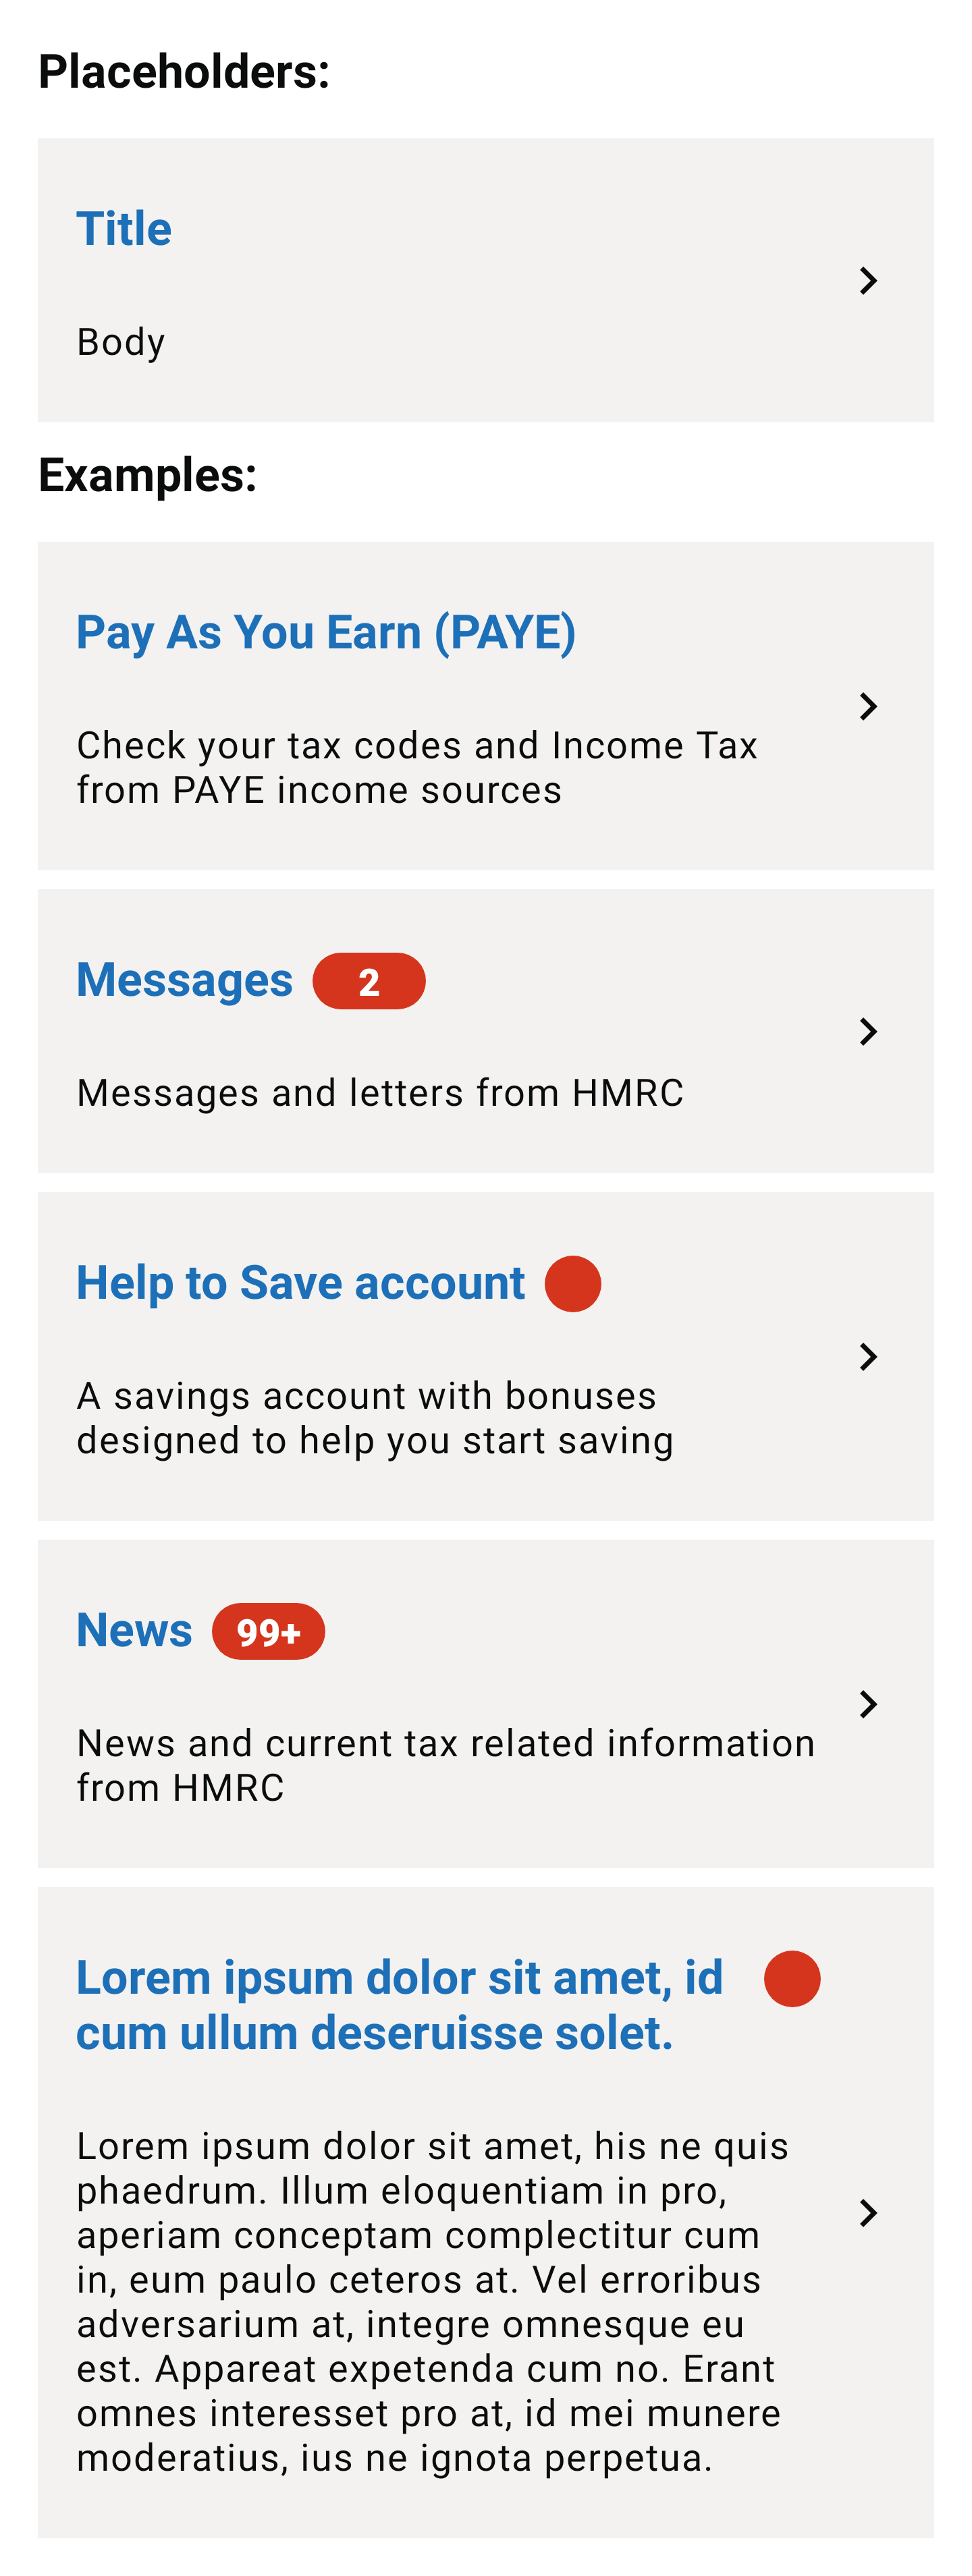 Placeholders:
Title
Body
Examples:
Pay As You Earn (PAYE)
Check your tax codes and Income Tax
from PAYE income sources
Messages 2
Messages and letters from HMRC
Help to Save account
A savings account with bonuses
designed to help you start saving
News 99+
News and current tax related information
from HMRC
Lorem ipsum dolor sit amet, id
cum ullum deseruisse solet.
Lorem ipsum dolor sit amet, his ne quis
phaedrum. Illum eloquentiam in pro,
aperiam conceptam complectitur cum
in, eum paulo ceteros at. Vel erroribus
adversarium at, integre omnesque eu
est. Appareat expetenda cum no. Erant
omnes interesset pro at, id mei munere
moderatius, ius ne ignota perpetua.